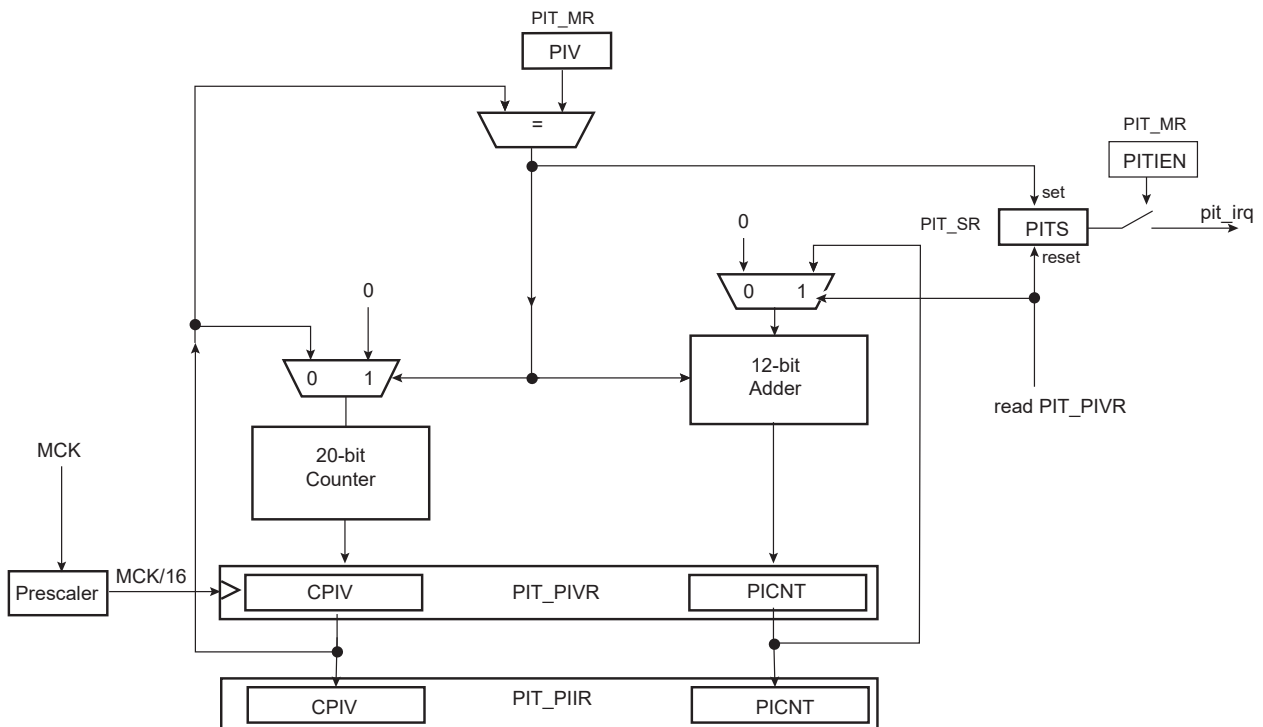 PIT_MR
PIV
=
PIT_MR
PITIEN
set
PIT_SR
PITS
pit_irq
reset
0
0 1
0
0 1
12-bit
Adder
read PIT_PIVR
MCK
20-bit
Counter
MCK/16
Prescaler
CPIV
PIT_PIVR
PICNT
CPIV
PIT_PIIR
PICNT